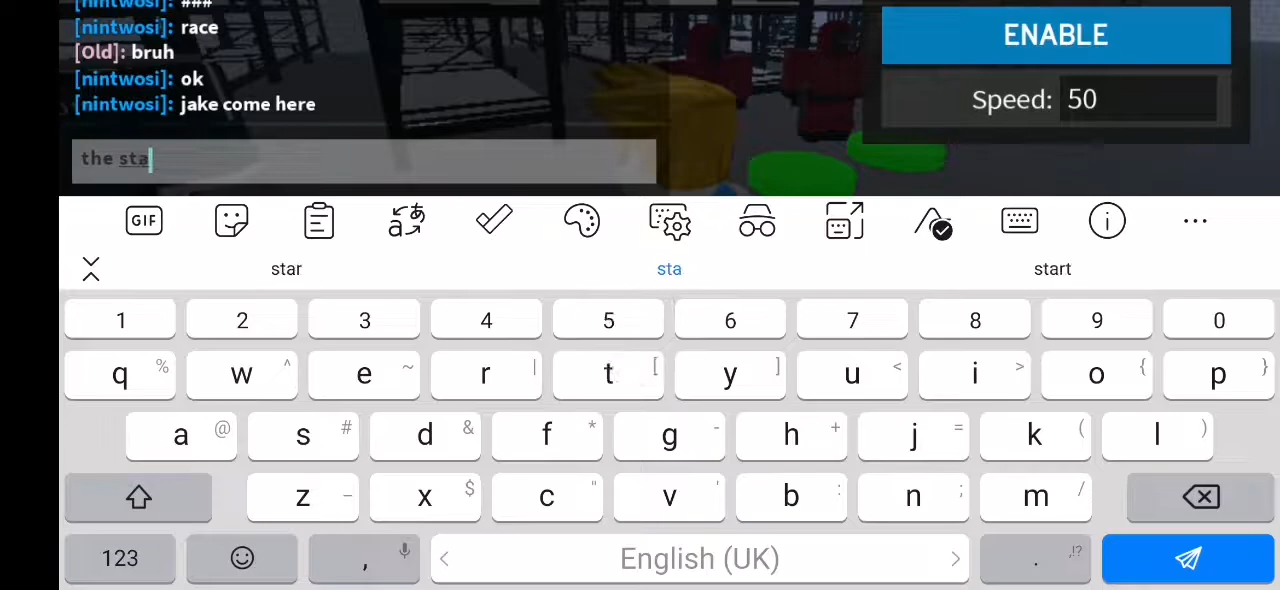 [nintwosi]: ###
[nintwosi]: race
[Old]: bruh
[nintwosi]: ok
[nintwosi]: jake come here
the sta
ENABLE
Speed: 50
GIF
star sta start
1 2 3 4 5 6 7 8 9 0
q % w ^ e ~ r | t [ y ] u < i > o { p }
a @ s # d & f * g - h + j = k ( l )
z _ x $ c " v ' b : n ; m /
123 , < English (UK) > . ,!?